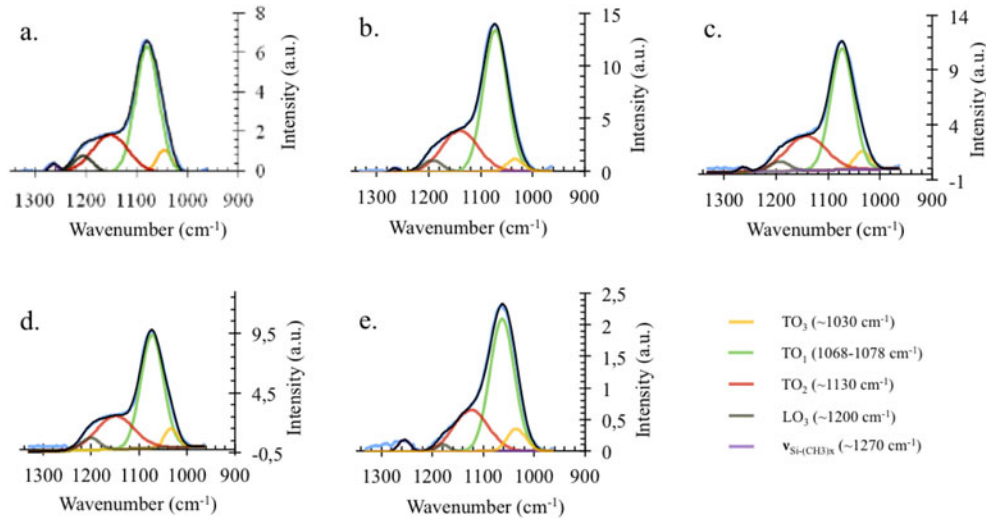 a.
8
6
4
2
0
Intensity (a.u.)
1300 1200 1100 1000 900
Wavenumber (cm⁻¹)
b.
15
10
5
0
Intensity (a.u.)
1300 1200 1100 1000 900
Wavenumber (cm⁻¹)
c.
14
9
4
-1
Intensity (a.u.)
1300 1200 1100 1000 900
Wavenumber (cm⁻¹)
d.
9,5
4,5
-0,5
Intensity (a.u.)
1300 1200 1100 1000 900
Wavenumber (cm⁻¹)
e.
2,5
2
1,5
1
0,5
0
Intensity (a.u.)
1300 1200 1100 1000 900
Wavenumber (cm⁻¹)
TO₃ (~1030 cm⁻¹)
TO₁ (1068-1078 cm⁻¹)
TO₂ (~1130 cm⁻¹)
LO₃ (~1200 cm⁻¹)
νSi-(CH3)x (~1270 cm⁻¹)